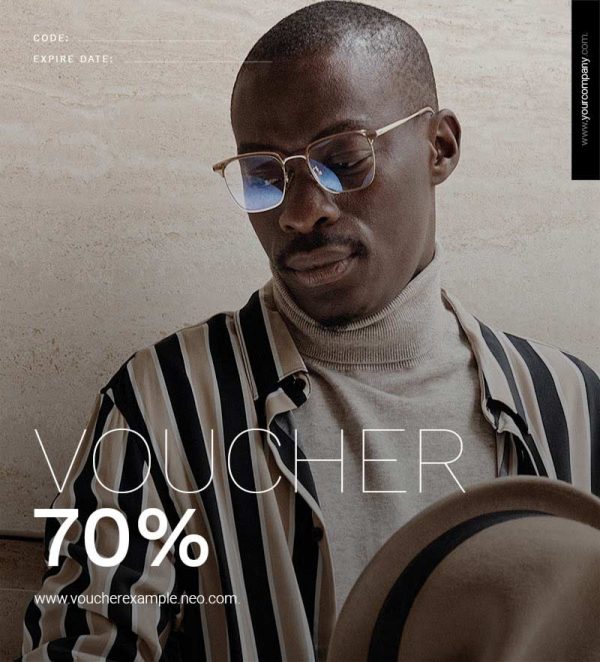 CODE:
EXPIRE DATE:
www.yourcompany.com.
VOUCHER
70%
www.voucherexample.neo.com.